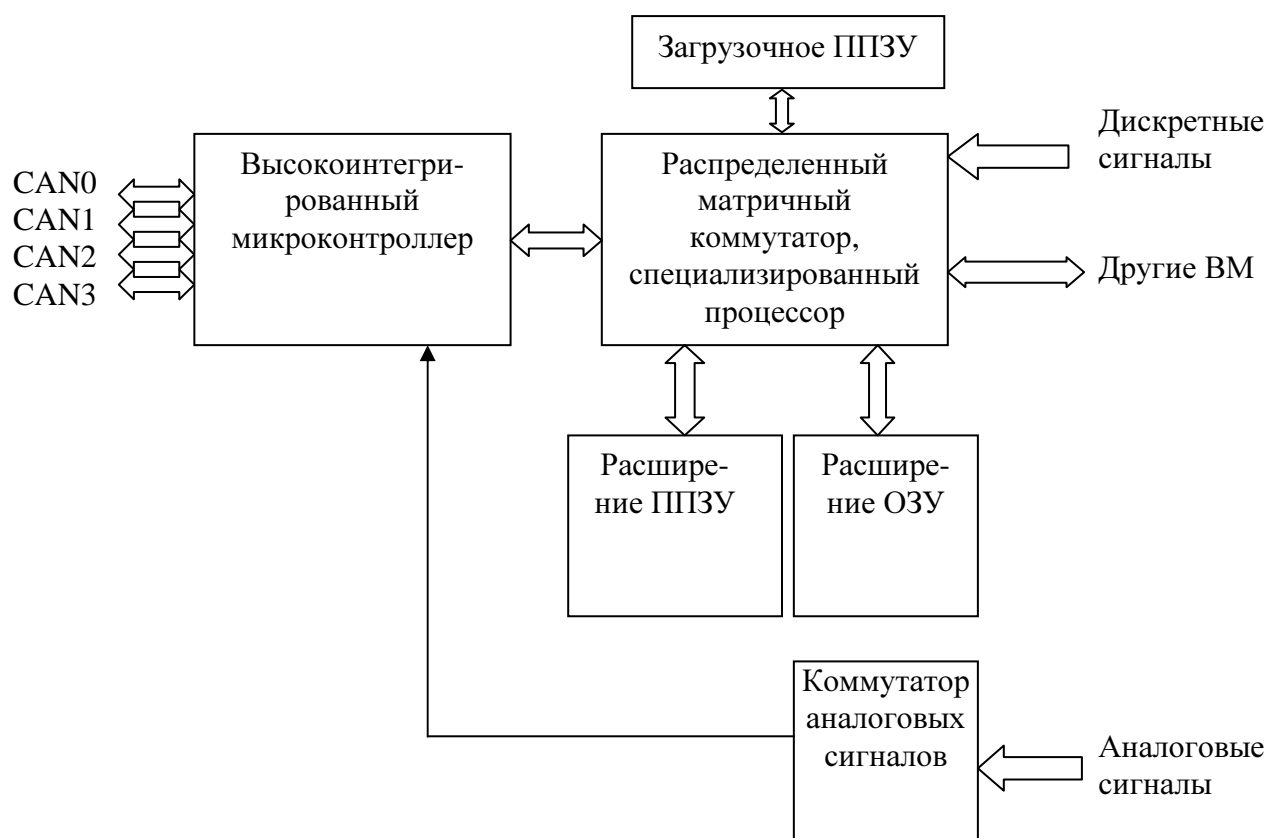 Загрузочное ППЗУ
Дискретные
сигналы
Высокоинтегри-
рованный
микроконтроллер
Распределенный
матричный
коммутатор,
специализированный
процессор
CAN0
CAN1
CAN2
CAN3
Другие ВМ
Расшире-
ние ППЗУ
Расшире-
ние ОЗУ
Коммутатор
аналоговых
сигналов
Аналоговые
сигналы